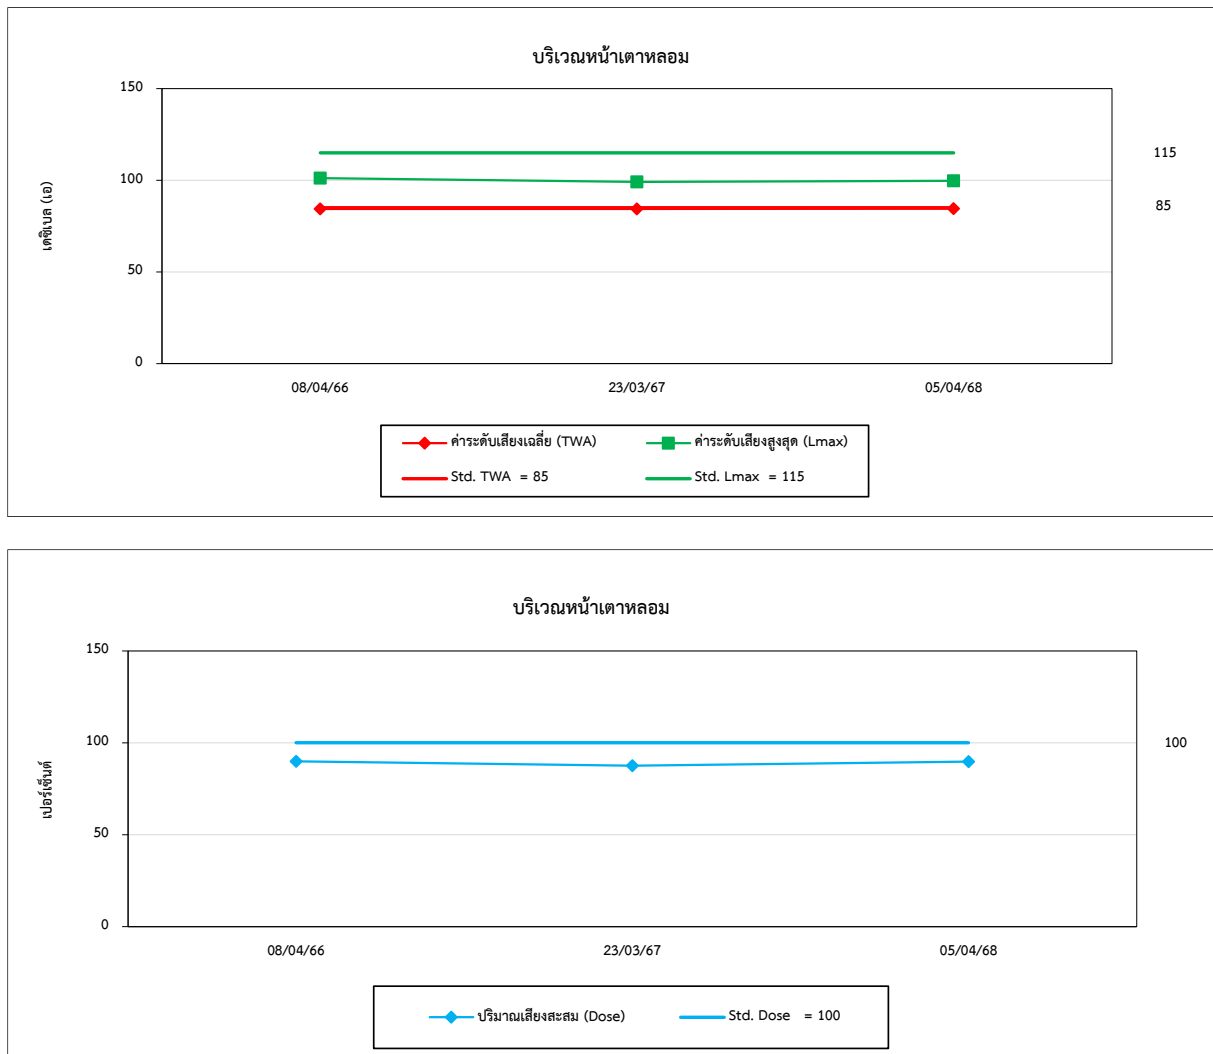 บริเวณหน้าเตาหลอม
150
100
50
0
เดซิเบล (เอ)
115
85
08/04/66 23/03/67 05/04/68
ค่าระดับเสียงเฉลี่ย (TWA) ค่าระดับเสียงสูงสุด (Lmax)
Std. TWA = 85 Std. Lmax = 115
บริเวณหน้าเตาหลอม
150
100
50
0
เปอร์เซ็นต์
100
08/04/66 23/03/67 05/04/68
ปริมาณเสียงสะสม (Dose) Std. Dose = 100